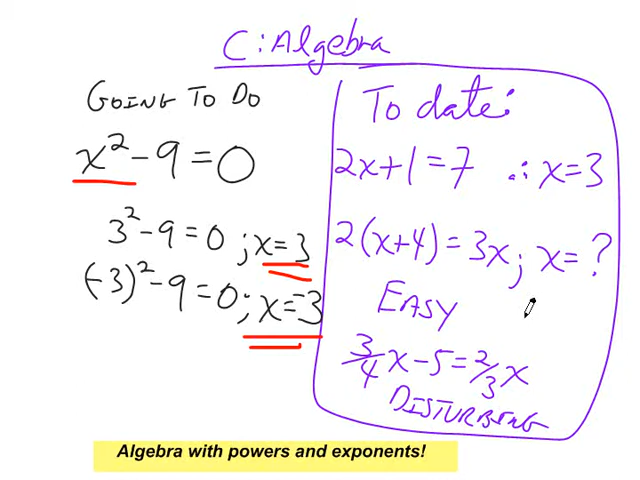 C: Algebra
GOING TO DO
x² - 9 = 0
3² - 9 = 0 ; x = 3
(-3)² - 9 = 0 ; x = -3
To date:
2x + 1 = 7 ∴ x = 3
2(x+4) = 3x ; x = ?
EASY
3/4 x - 5 = 2/3 x
DISTURBING
Algebra with powers and exponents!